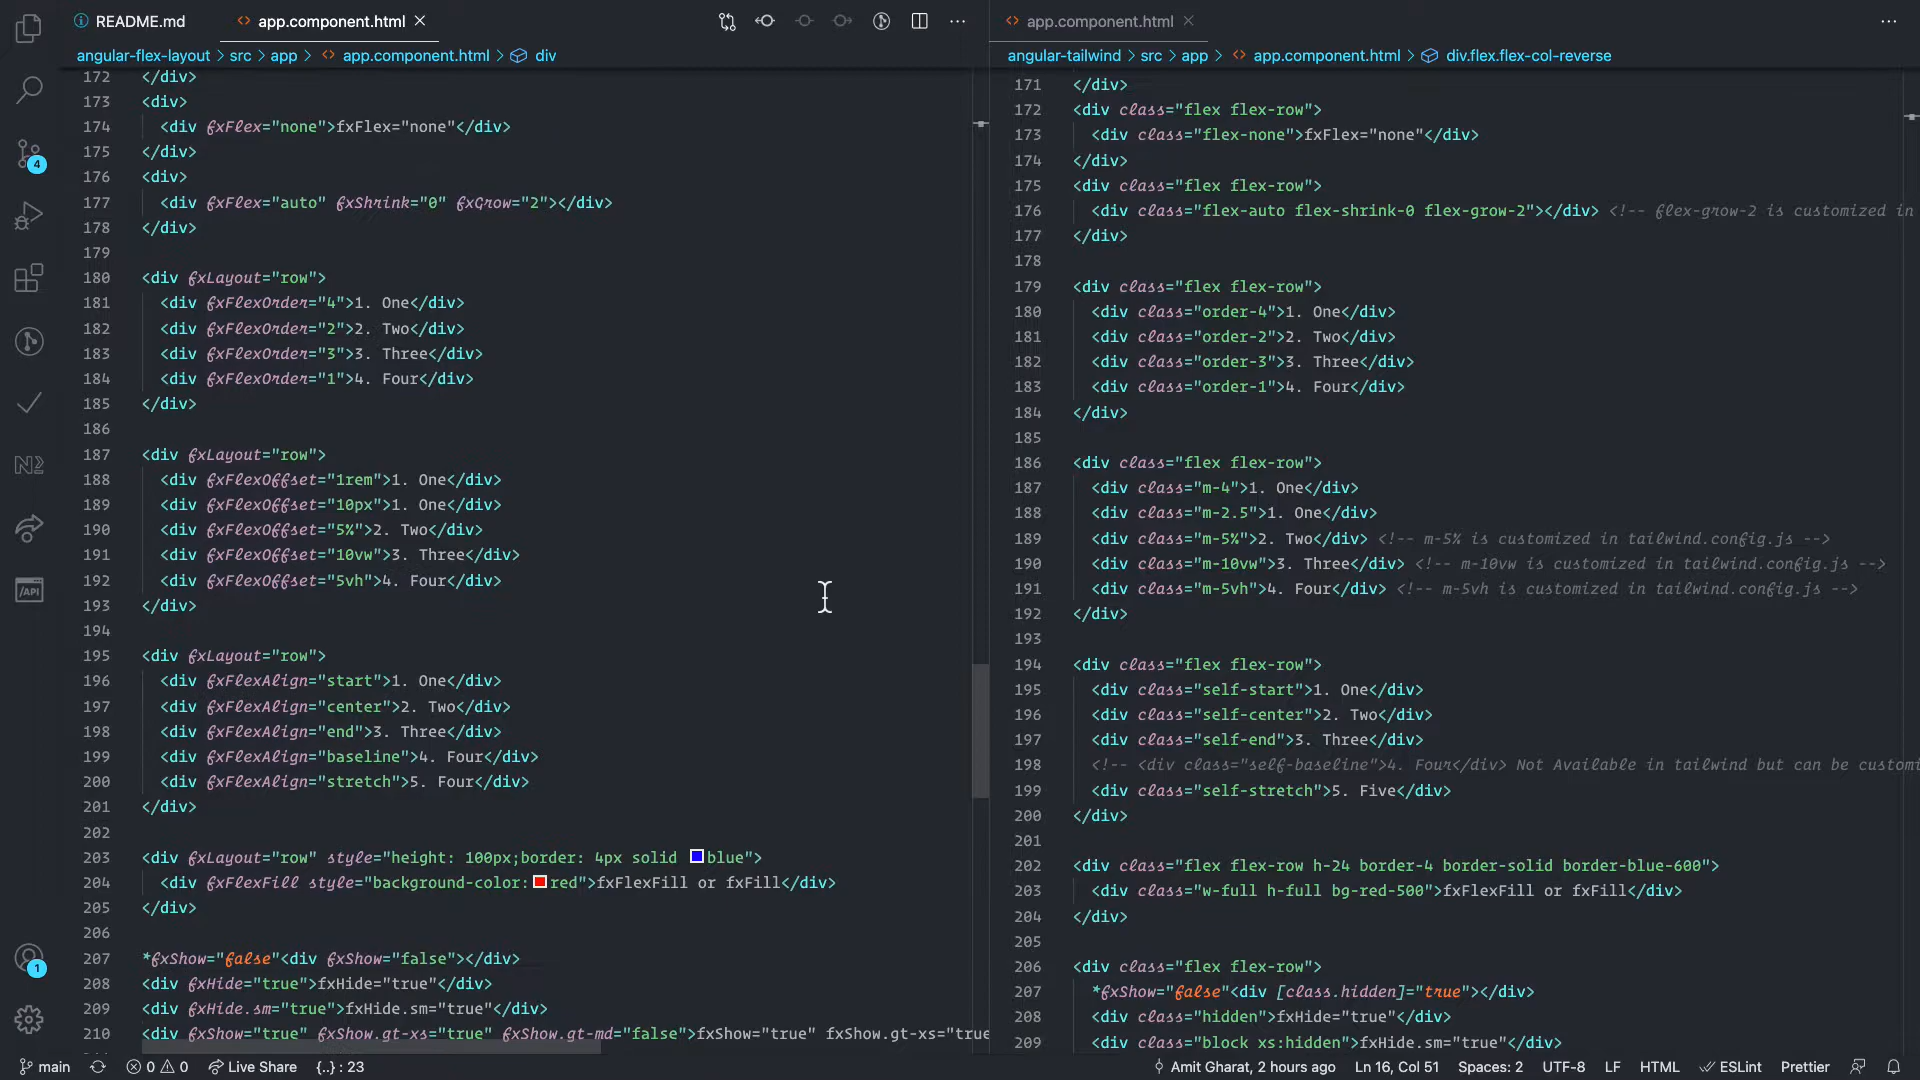 README.md
app.component.html
angular-flex-layout > src > app > app.component.html > div
172 </div>
173 <div>
174 <div fxFlex="none">fxFlex="none"</div>
175 </div>
176 <div>
177 <div fxFlex="auto" fxShrink="0" fxGrow="2"></div>
178 </div>
179
180 <div fxLayout="row">
181 <div fxFlexOrder="4">1. One</div>
182 <div fxFlexOrder="2">2. Two</div>
183 <div fxFlexOrder="3">3. Three</div>
184 <div fxFlexOrder="1">4. Four</div>
185 </div>
186
187 <div fxLayout="row">
188 <div fxFlexOffset="1rem">1. One</div>
189 <div fxFlexOffset="10px">1. One</div>
190 <div fxFlexOffset="5%">2. Two</div>
191 <div fxFlexOffset="10vw">3. Three</div>
192 <div fxFlexOffset="5vh">4. Four</div>
193 </div>
194
195 <div fxLayout="row">
196 <div fxFlexAlign="start">1. One</div>
197 <div fxFlexAlign="center">2. Two</div>
198 <div fxFlexAlign="end">3. Three</div>
199 <div fxFlexAlign="baseline">4. Four</div>
200 <div fxFlexAlign="stretch">5. Four</div>
201 </div>
202
203 <div fxLayout="row" style="height: 100px;border: 4px solid blue">
204 <div fxFlexFill style="background-color:red">fxFlexFill or fxFill</div>
205 </div>
206
207 *fxShow="false"<div fxShow="false"></div>
208 <div fxHide="true">fxHide="true"</div>
209 <div fxHide.sm="true">fxHide.sm="true"</div>
210 <div fxShow="true" fxShow.gt-xs="true" fxShow.gt-md="false">fxShow="true" fxShow.gt-xs="true
app.component.html
angular-tailwind > src > app > app.component.html > div.flex.flex-col-reverse
171 </div>
172 <div class="flex flex-row">
173 <div class="flex-none">fxFlex="none"</div>
174 </div>
175 <div class="flex flex-row">
176 <div class="flex-auto flex-shrink-0 flex-grow-2"></div> <!-- flex-grow-2 is customized in
177 </div>
178
179 <div class="flex flex-row">
180 <div class="order-4">1. One</div>
181 <div class="order-2">2. Two</div>
182 <div class="order-3">3. Three</div>
183 <div class="order-1">4. Four</div>
184 </div>
185
186 <div class="flex flex-row">
187 <div class="m-4">1. One</div>
188 <div class="m-2.5">1. One</div>
189 <div class="m-5%">2. Two</div> <!-- m-5% is customized in tailwind.config.js -->
190 <div class="m-10vw">3. Three</div> <!-- m-10vw is customized in tailwind.config.js -->
191 <div class="m-5vh">4. Four</div> <!-- m-5vh is customized in tailwind.config.js -->
192 </div>
193
194 <div class="flex flex-row">
195 <div class="self-start">1. One</div>
196 <div class="self-center">2. Two</div>
197 <div class="self-end">3. Three</div>
198 <!-- <div class="self-baseline">4. Four</div> Not Available in tailwind but can be customi
199 <div class="self-stretch">5. Five</div>
200 </div>
201
202 <div class="flex flex-row h-24 border-4 border-solid border-blue-600">
203 <div class="w-full h-full bg-red-500">fxFlexFill or fxFill</div>
204 </div>
205
206 <div class="flex flex-row">
207 *fxShow="false"<div [class.hidden]="true"></div>
208 <div class="hidden">fxHide="true"</div>
209 <div class="block xs:hidden">fxHide.sm="true"</div>
4
N2
/API
1
main 0 0 Live Share {..} : 23
Amit Gharat, 2 hours ago Ln 16, Col 51 Spaces: 2 UTF-8 LF HTML ESLint Prettier